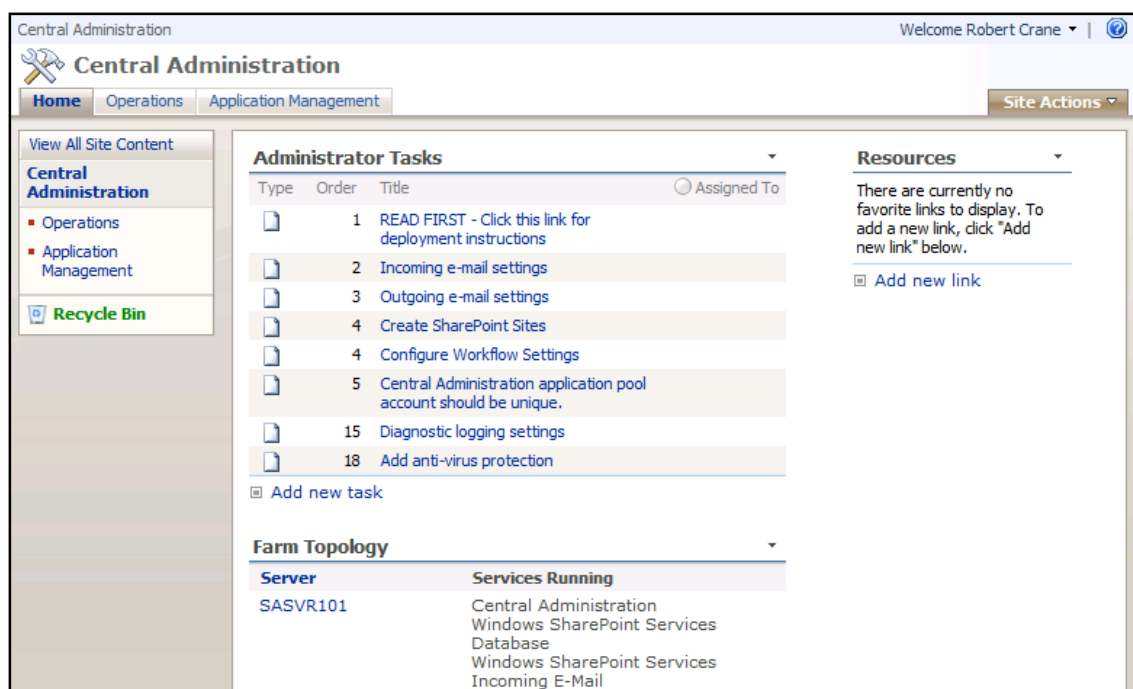 Central Administration
Welcome Robert Crane
Central Administration
Home
Operations
Application Management
Site Actions
View All Site Content
Central
Administration
Operations
Application
Management
Recycle Bin
Administrator Tasks
Type Order Title Assigned To
1 READ FIRST - Click this link for
deployment instructions
2 Incoming e-mail settings
3 Outgoing e-mail settings
4 Create SharePoint Sites
4 Configure Workflow Settings
5 Central Administration application pool
account should be unique.
15 Diagnostic logging settings
18 Add anti-virus protection
Add new task
Farm Topology
Server Services Running
SASVR101 Central Administration
Windows SharePoint Services
Database
Windows SharePoint Services
Incoming E-Mail
Resources
There are currently no
favorite links to display. To
add a new link, click "Add
new link" below.
Add new link